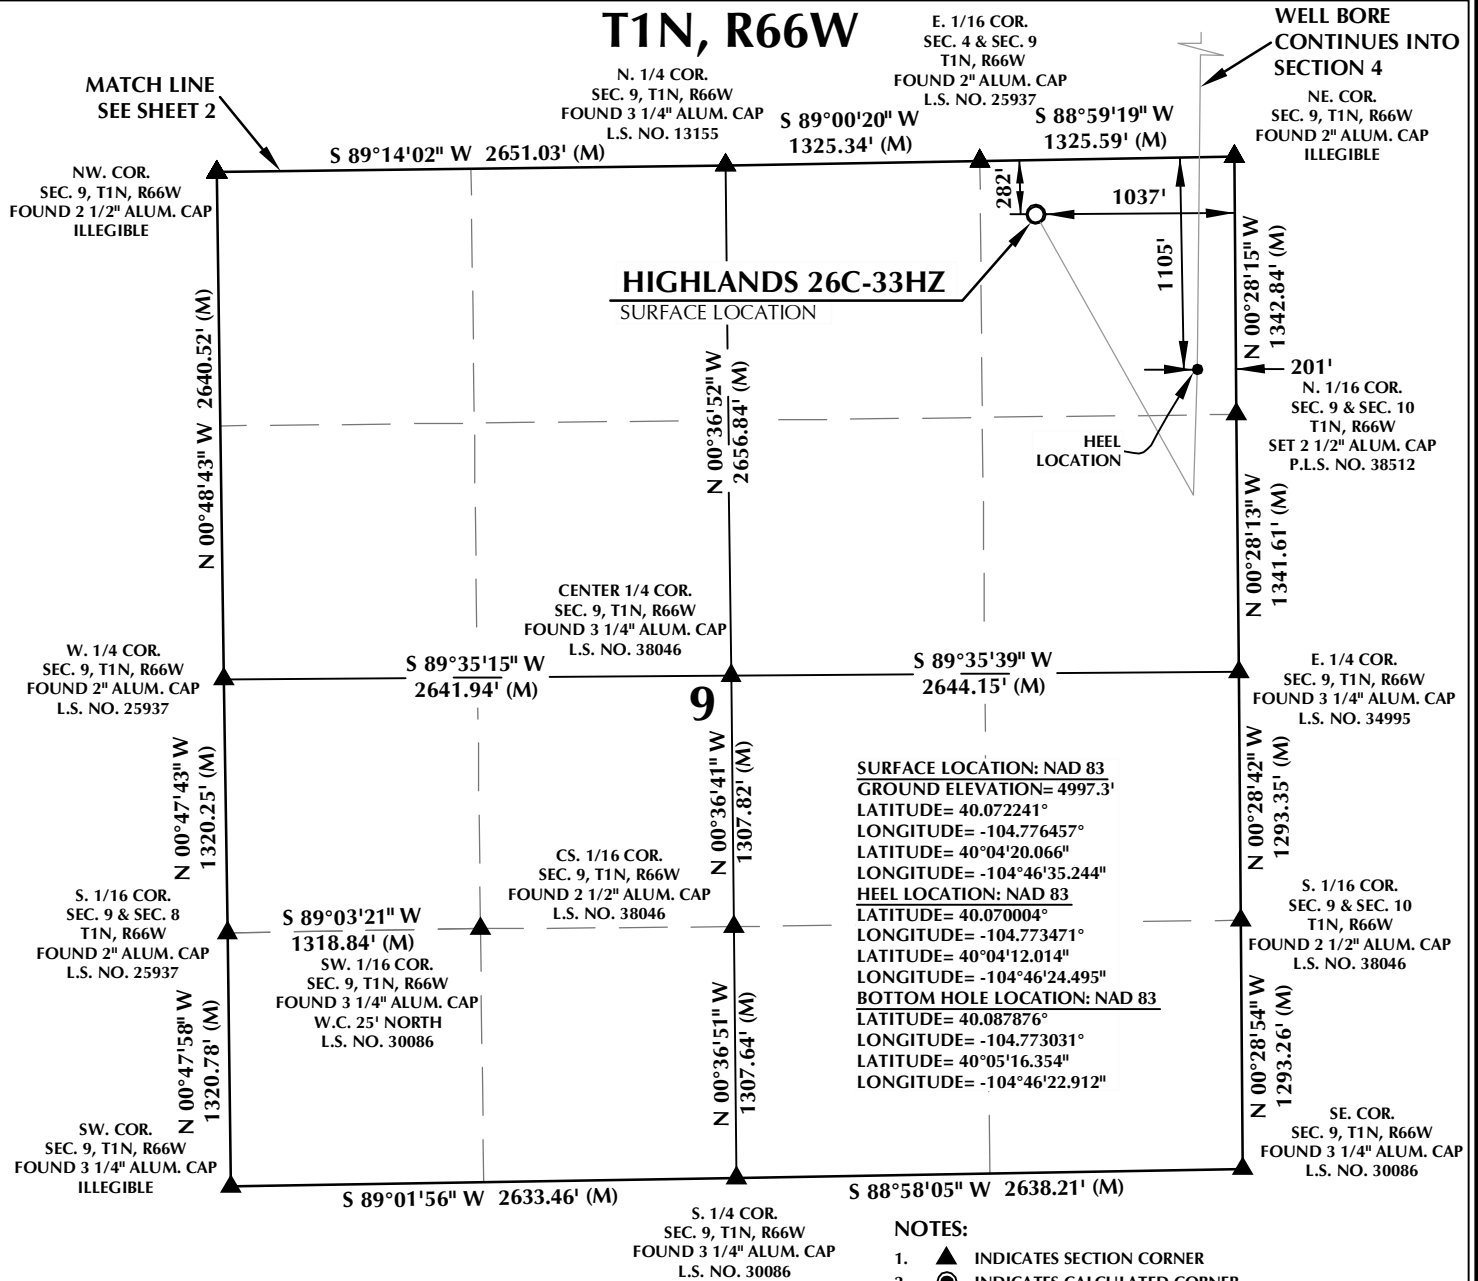 T1N, R66W
MATCH LINE
SEE SHEET 2
N. 1/4 COR.
SEC. 9, T1N, R66W
FOUND 3 1/4" ALUM. CAP
L.S. NO. 13155
E. 1/16 COR.
SEC. 4 & SEC. 9
T1N, R66W
FOUND 2" ALUM. CAP
L.S. NO. 25937
WELL BORE
CONTINUES INTO
SECTION 4
NE. COR.
SEC. 9, T1N, R66W
FOUND 2" ALUM. CAP
ILLEGIBLE
S 89°14'02" W 2651.03' (M)
S 89°00'20" W
1325.34' (M)
S 88°59'19" W
1325.59' (M)
NW. COR.
SEC. 9, T1N, R66W
FOUND 2 1/2" ALUM. CAP
ILLEGIBLE
282'
1037'
1105'
N 00°28'15" W
1342.84' (M)
HIGHLANDS 26C-33HZ
SURFACE LOCATION
N 00°48'43" W 2640.52' (M)
N 00°36'52" W
2656.84' (M)
201'
N. 1/16 COR.
SEC. 9 & SEC. 10
T1N, R66W
SET 2 1/2" ALUM. CAP
P.L.S. NO. 38512
HEEL
LOCATION
N 00°28'13" W
1341.61' (M)
CENTER 1/4 COR.
SEC. 9, T1N, R66W
FOUND 3 1/4" ALUM. CAP
L.S. NO. 38046
W. 1/4 COR.
SEC. 9, T1N, R66W
FOUND 2" ALUM. CAP
L.S. NO. 25937
S 89°35'15" W
2641.94' (M)
S 89°35'39" W
2644.15' (M)
E. 1/4 COR.
SEC. 9, T1N, R66W
FOUND 3 1/4" ALUM. CAP
L.S. NO. 34995
9
N 00°47'43" W
1320.25' (M)
N 00°36'41" W
1307.82' (M)
N 00°28'42" W
1293.35' (M)
SURFACE LOCATION: NAD 83
GROUND ELEVATION= 4997.3'
LATITUDE= 40.072241°
LONGITUDE= -104.776457°
LATITUDE= 40°04'20.066"
LONGITUDE= -104°46'35.244"
HEEL LOCATION: NAD 83
LATITUDE= 40.070004°
LONGITUDE= -104.773471°
LATITUDE= 40°04'12.014"
LONGITUDE= -104°46'24.495"
BOTTOM HOLE LOCATION: NAD 83
LATITUDE= 40.087876°
LONGITUDE= -104.773031°
LATITUDE= 40°05'16.354"
LONGITUDE= -104°46'22.912"
CS. 1/16 COR.
SEC. 9, T1N, R66W
FOUND 2 1/2" ALUM. CAP
L.S. NO. 38046
S. 1/16 COR.
SEC. 9 & SEC. 8
T1N, R66W
FOUND 2" ALUM. CAP
L.S. NO. 25937
S 89°03'21" W
1318.84' (M)
SW. 1/16 COR.
SEC. 9, T1N, R66W
FOUND 3 1/4" ALUM. CAP
W.C. 25' NORTH
L.S. NO. 30086
S. 1/16 COR.
SEC. 9 & SEC. 10
T1N, R66W
FOUND 2 1/2" ALUM. CAP
L.S. NO. 38046
N 00°47'58" W
1320.78' (M)
N 00°36'51" W
1307.64' (M)
N 00°28'54" W
1293.26' (M)
SW. COR.
SEC. 9, T1N, R66W
FOUND 3 1/4" ALUM. CAP
ILLEGIBLE
SE. COR.
SEC. 9, T1N, R66W
FOUND 3 1/4" ALUM. CAP
L.S. NO. 30086
S 89°01'56" W 2633.46' (M)
S 88°58'05" W 2638.21' (M)
S. 1/4 COR.
SEC. 9, T1N, R66W
FOUND 3 1/4" ALUM. CAP
L.S. NO. 30086
NOTES:
1. ▲ INDICATES SECTION CORNER
INDICATES CALCULATED CORNER